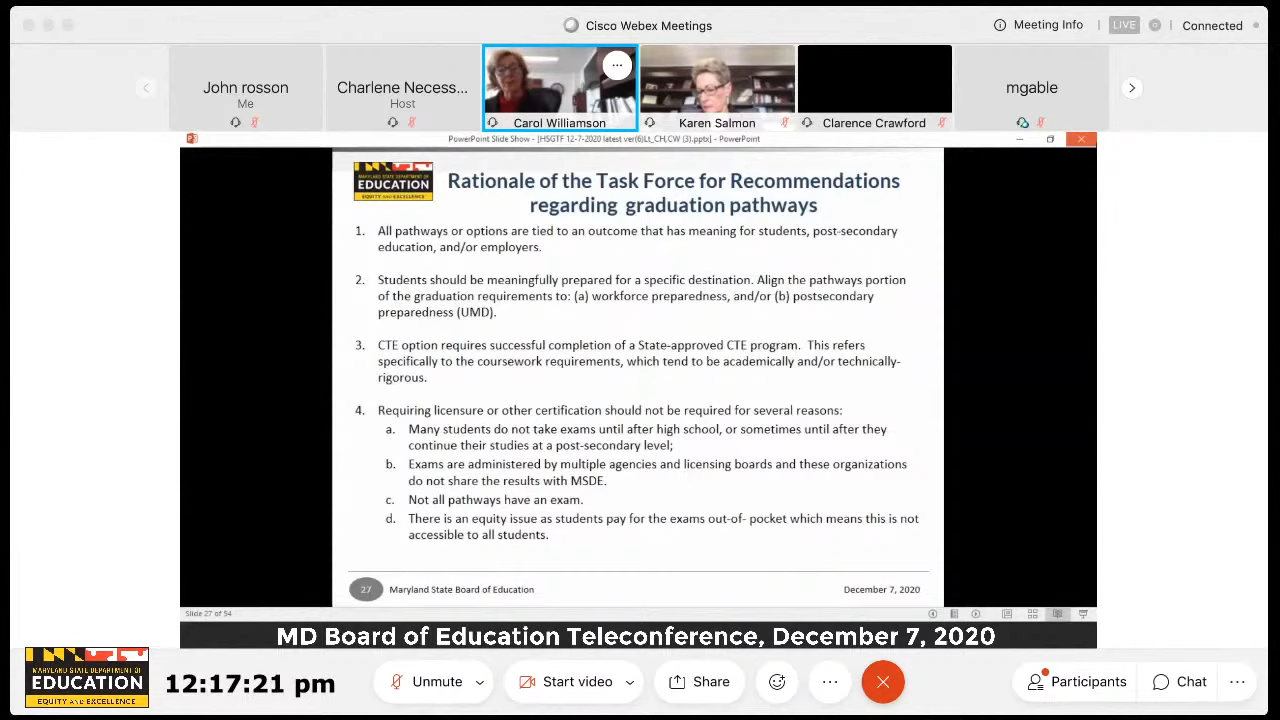 Cisco Webex Meetings
Meeting Info
LIVE
Connected
John rosson
Me
Charlene Necess...
Host
Carol Williamson
Karen Salmon
Clarence Crawford
mgable
PowerPoint Slide Show - [HSGTF 12-7-2020 latest ver(6)Lt_CH,CW (3).pptx] - PowerPoint
MARYLAND STATE DEPARTMENT OF
EDUCATION
EQUITY AND EXCELLENCE
Rationale of the Task Force for Recommendations
regarding graduation pathways
1. All pathways or options are tied to an outcome that has meaning for students, post-secondary
education, and/or employers.
2. Students should be meaningfully prepared for a specific destination. Align the pathways portion
of the graduation requirements to: (a) workforce preparedness, and/or (b) postsecondary
preparedness (UMD).
3. CTE option requires successful completion of a State-approved CTE program. This refers
specifically to the coursework requirements, which tend to be academically and/or technically-
rigorous.
4. Requiring licensure or other certification should not be required for several reasons:
a. Many students do not take exams until after high school, or sometimes until after they
continue their studies at a post-secondary level;
b. Exams are administered by multiple agencies and licensing boards and these organizations
do not share the results with MSDE.
c. Not all pathways have an exam.
d. There is an equity issue as students pay for the exams out-of- pocket which means this is not
accessible to all students.
27
Maryland State Board of Education
December 7, 2020
Slide 27 of 54
MD Board of Education Teleconference, December 7, 2020
MARYLAND STATE DEPARTMENT OF
EDUCATION
EQUITY AND EXCELLENCE
12:17:21 pm
Unmute
Start video
Share
Participants
Chat